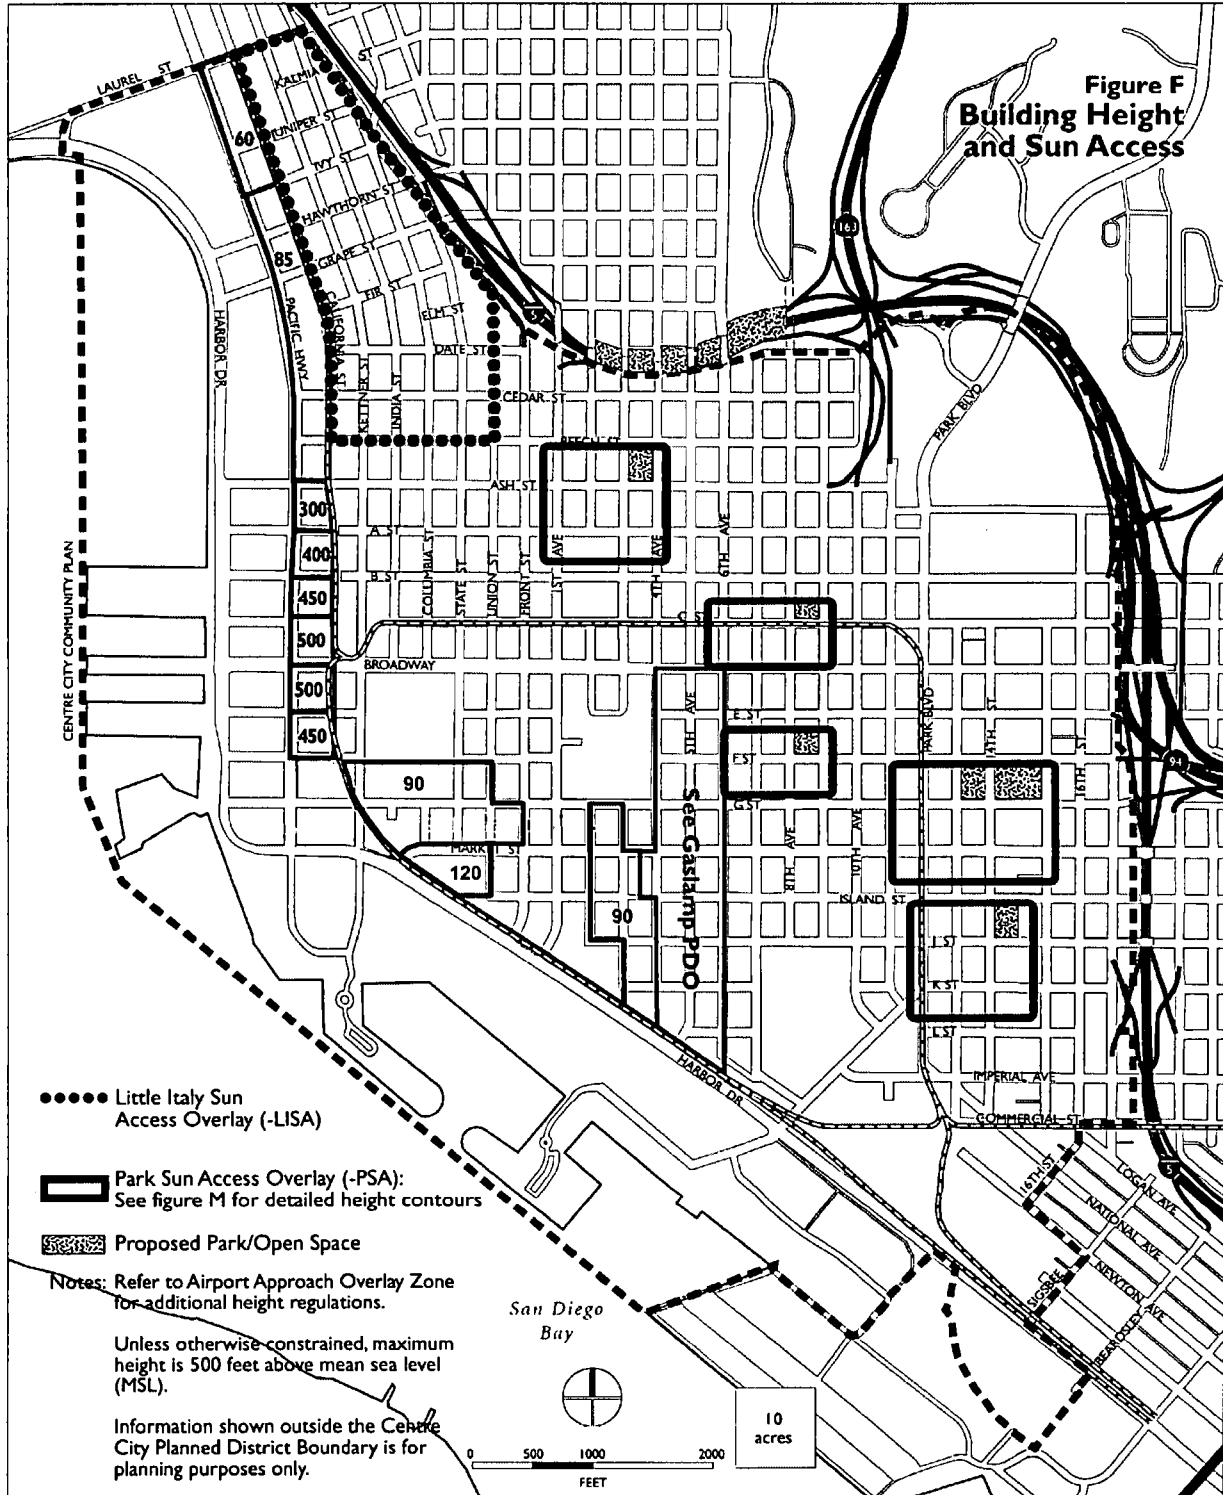 Figure F
Building Height
and Sun Access
LAUREL ST
ST
KALMIA
JUNIPER ST
IVY ST
HAWTHORN ST
GRAPE ST
FIR ST
ELM ST
DATE ST
CEDAR ST
BEECH ST
ASH ST
A ST
B ST
C ST
BROADWAY
E ST
F ST
G ST
MARKET ST
ISLAND ST
J ST
K ST
L ST
IMPERIAL AVE
COMMERCIAL ST
HARBOR DR
PACIFIC HWY
CALIFORNIA ST
KETTNER ST
INDIA ST
COLUMBIA ST
STATE ST
UNION ST
FRONT ST
1ST AVE
4TH AVE
5TH AVE
6TH AVE
8TH AVE
10TH AVE
PARK BLVD
PARK BLVD
14TH ST
16TH ST
16TH ST
LOGAN AVE
NATIONAL AVE
NEWTON AVE
SIGSBEE
BEARDSLEY
HARBOR DR
163
5
94
5
60
85
300
400
450
500
500
450
90
120
90
See Gaslamp PDO
CENTRE CITY COMMUNITY PLAN
Little Italy Sun
Access Overlay (-LISA)
Park Sun Access Overlay (-PSA):
See figure M for detailed height contours
Proposed Park/Open Space
Notes: Refer to Airport Approach Overlay Zone
for additional height regulations.
Unless otherwise constrained, maximum
height is 500 feet above mean sea level
(MSL).
Information shown outside the Centre
City Planned District Boundary is for
planning purposes only.
San Diego
Bay
0 500 1000 2000
FEET
10
acres